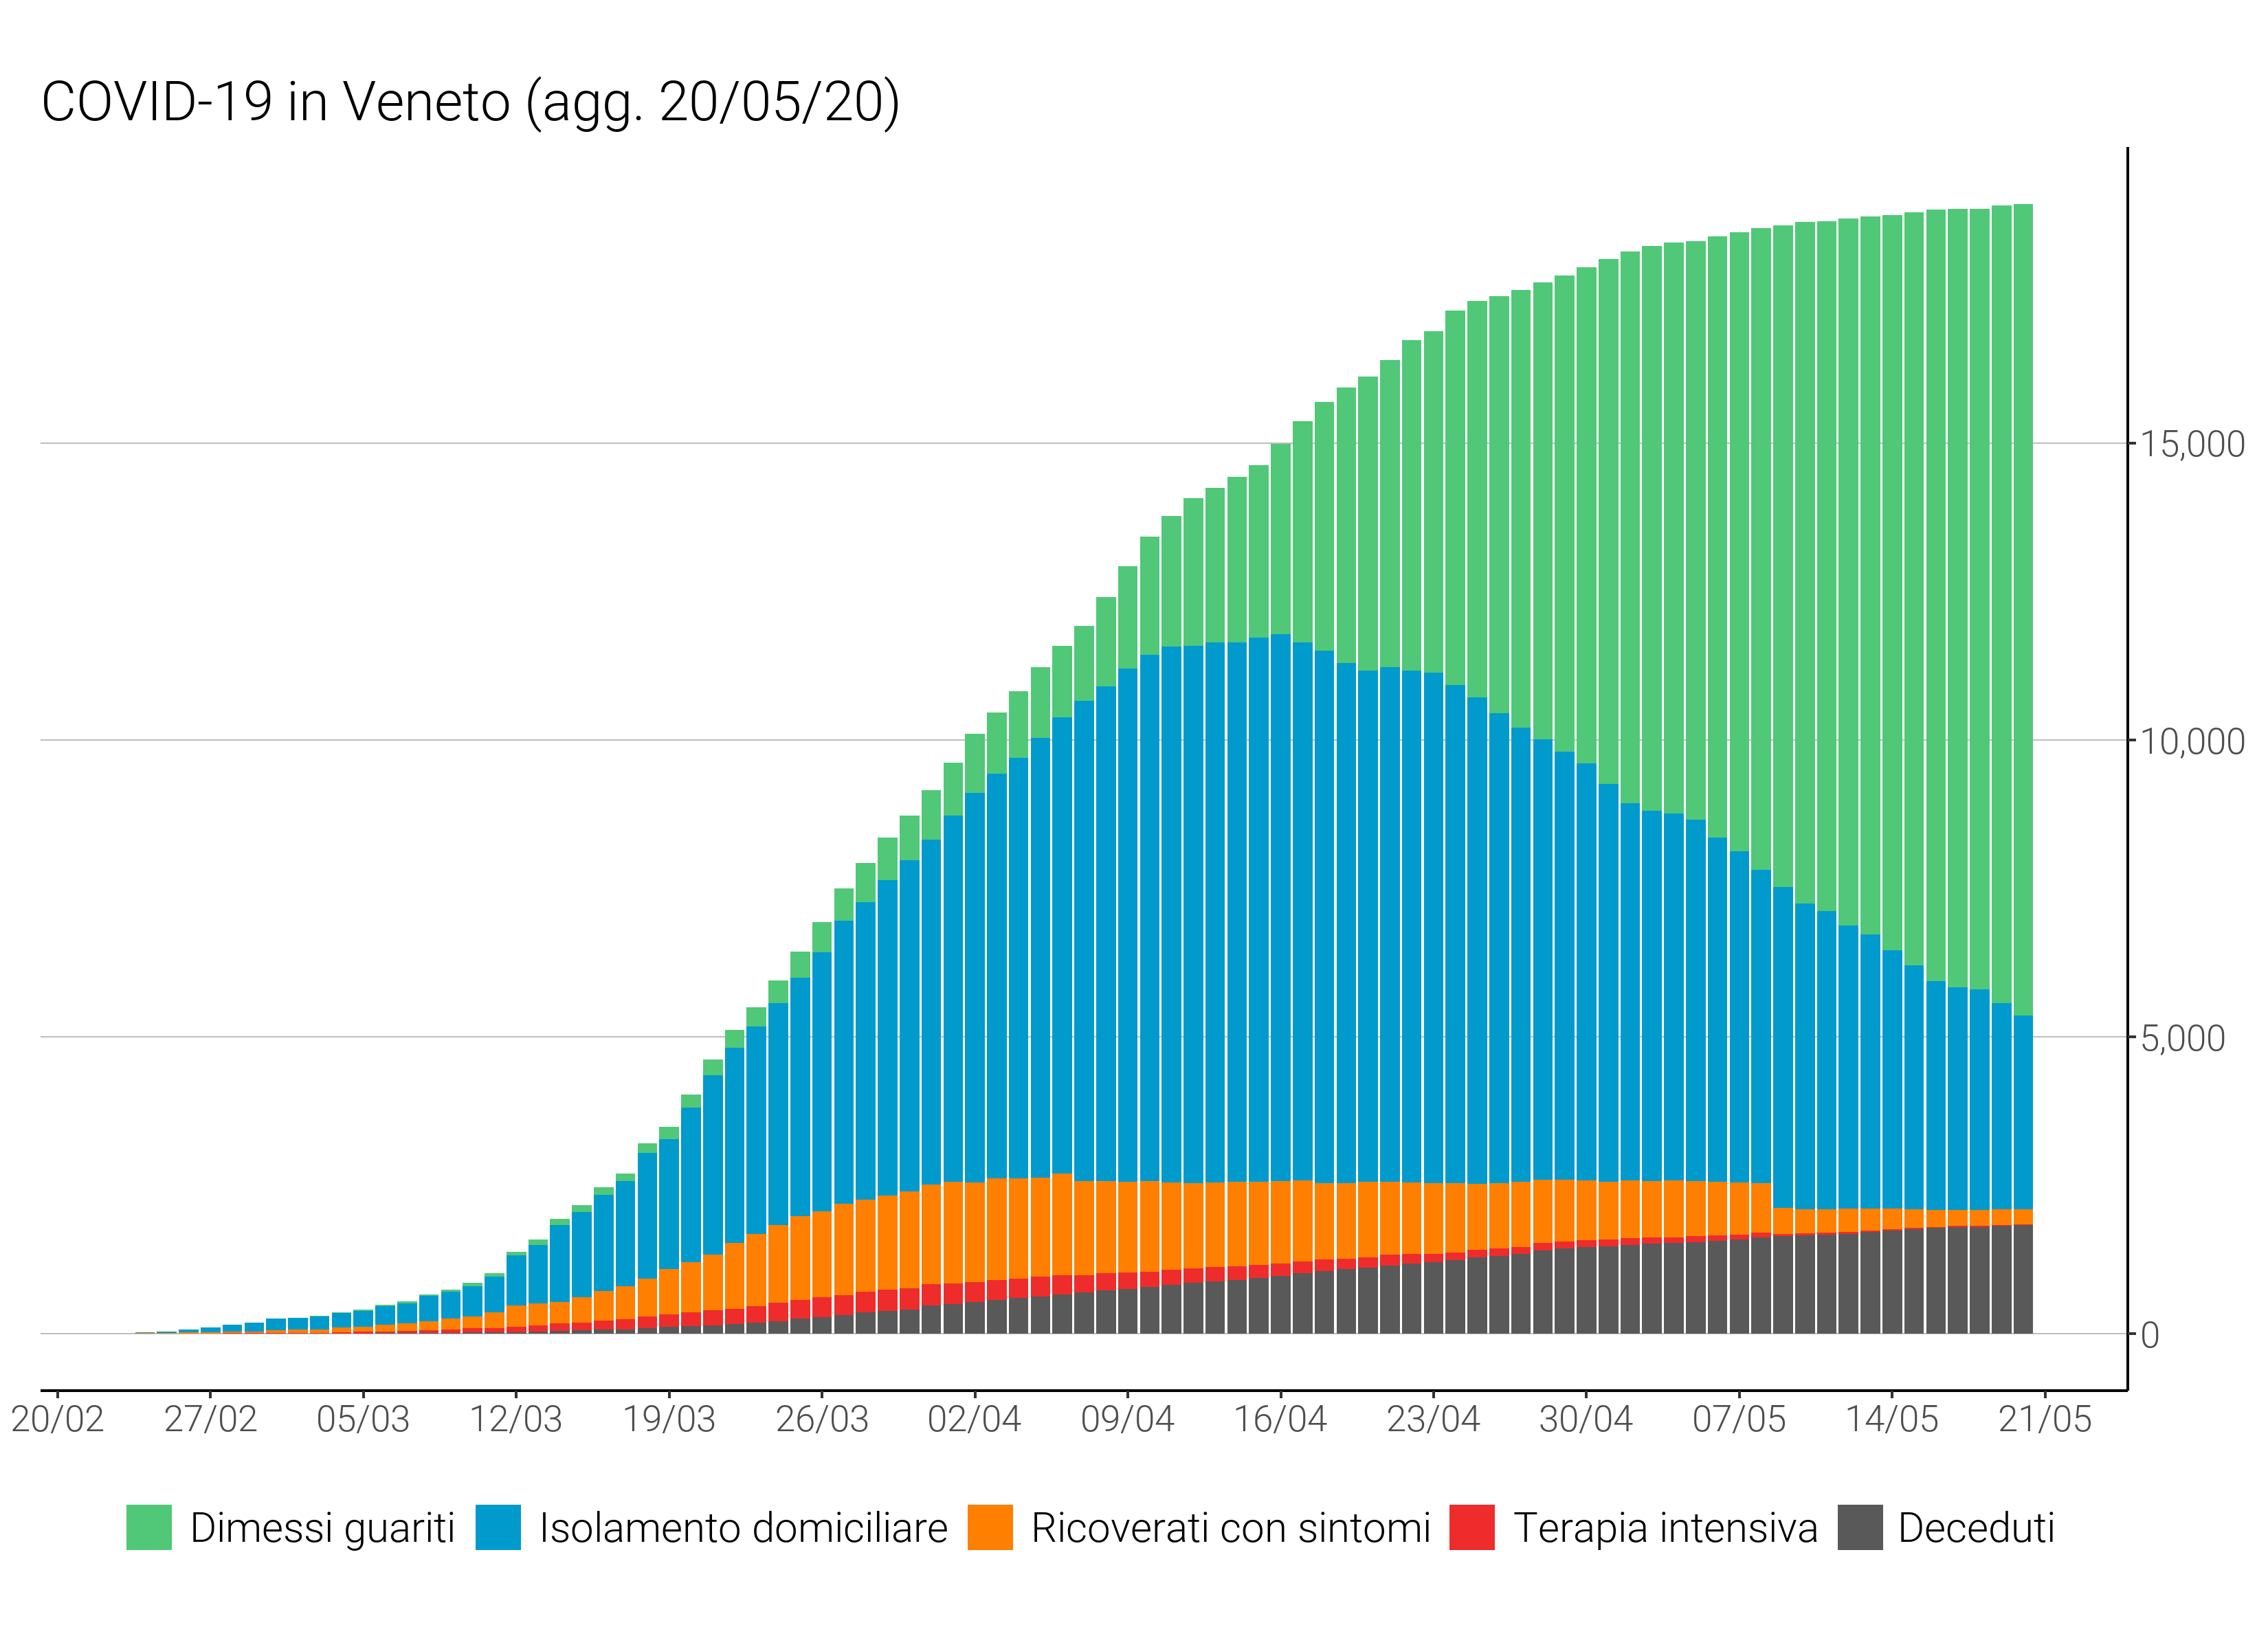 COVID-19 in Veneto (agg. 20/05/20)
15,000
10,000
5,000
0
20/02 27/02 05/03 12/03 19/03 26/03 02/04 09/04 16/04 23/04 30/04 07/05 14/05 21/05
Dimessi guariti Isolamento domiciliare Ricoverati con sintomi Terapia intensiva Deceduti